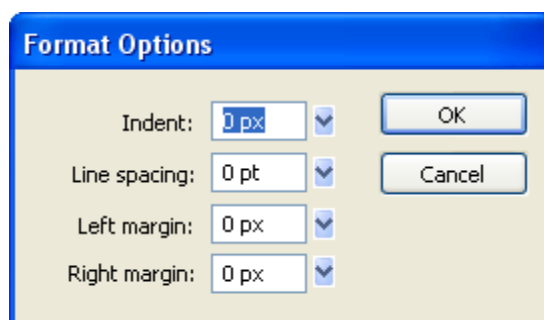 Format Options
Indent: 0 px OK
Line spacing: 0 pt Cancel
Left margin: 0 px
Right margin: 0 px